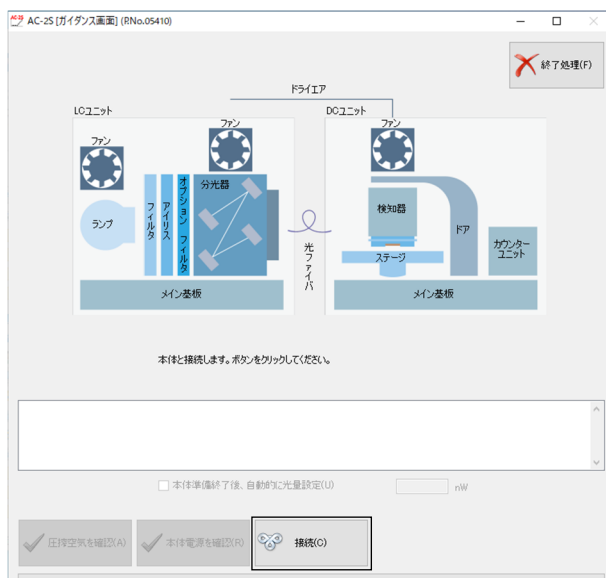 AC-2S [ガイダンス画面] (RNo.05410)
終了処理(F)
ドライエア
LCユニット
DCユニット
ファン
ファン
ファン
ランプ
フィルタ
アイリス
オプション フィルタ
分光器
光ファイバ
検知器
ステージ
ドア
カウンター
ユニット
メイン基板
メイン基板
本体と接続します。ボタンをクリックしてください。
本体準備終了後、自動的に光量設定(U)
nW
圧搾空気を確認(A)
本体電源を確認(R)
接続(C)